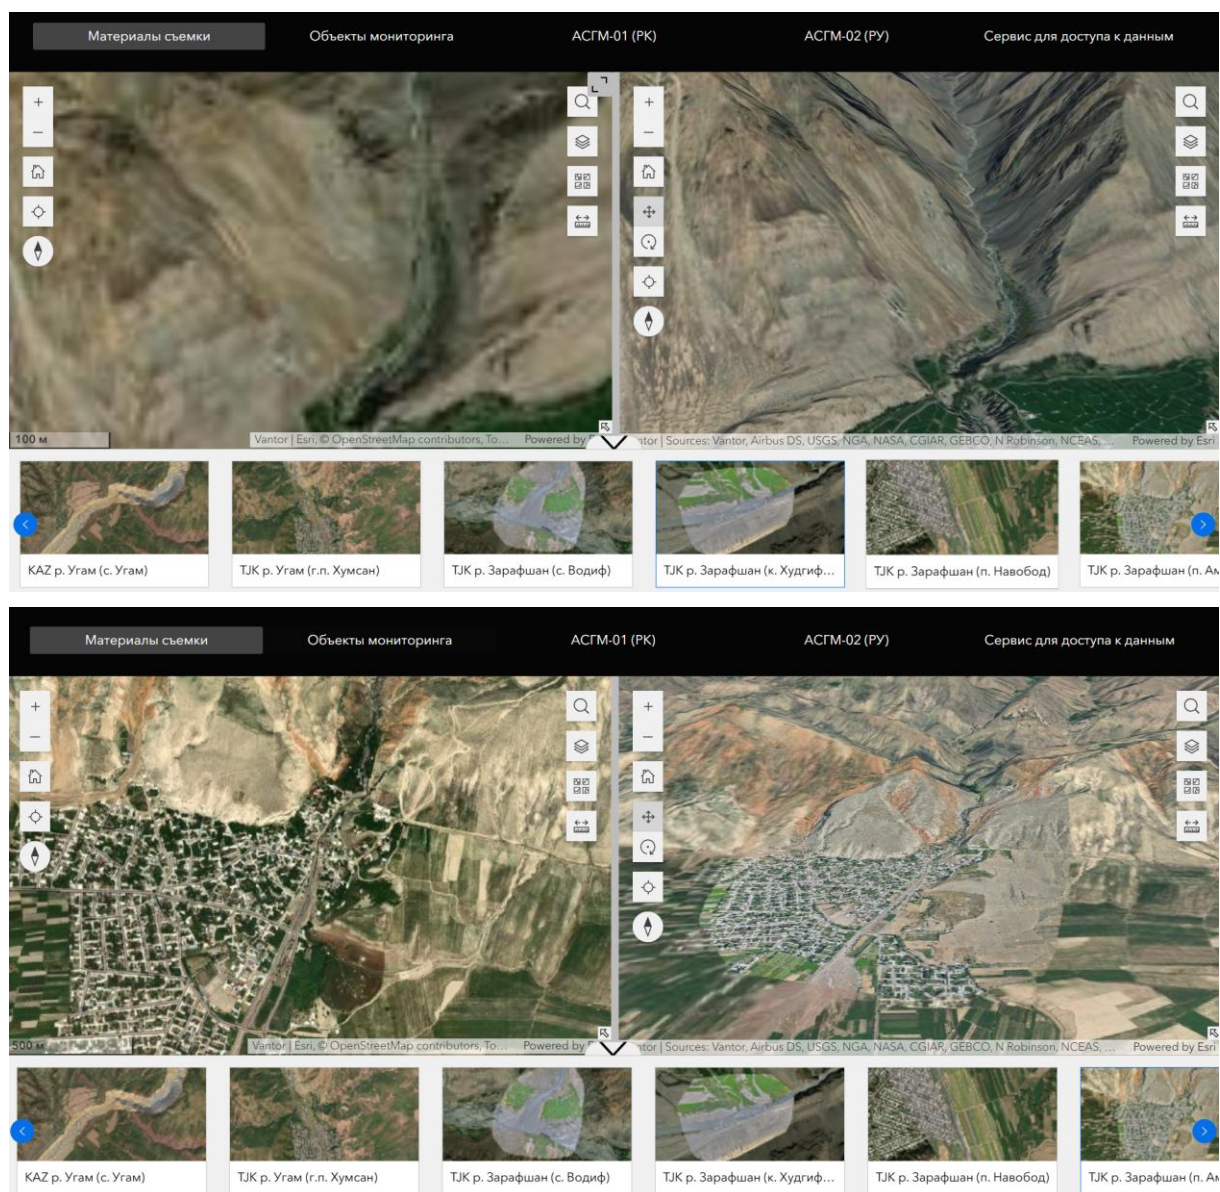 Материалы съемки
Объекты мониторинга
АСГМ-01 (РК)
АСГМ-02 (РУ)
Сервис для доступа к данным
100 м
Vantor | Esri, © OpenStreetMap contributors, To...
Powered by
ntor | Sources: Vantor, Airbus DS, USGS, NGA, NASA, CGIAR, GEBCO, N Robinson, NCEAS, ...
Powered by Esri
KAZ р. Угам (с. Угам)
TJK р. Угам (г.п. Хумсан)
TJK р. Зарафшан (с. Водиф)
TJK р. Зарафшан (к. Худгиф...
TJK р. Зарафшан (п. Навобод)
TJK р. Зарафшан (п. Ам
Материалы съемки
Объекты мониторинга
АСГМ-01 (РК)
АСГМ-02 (РУ)
Сервис для доступа к данным
500 м
Vantor | Esri, © OpenStreetMap contributors, To...
Powered by
ntor | Sources: Vantor, Airbus DS, USGS, NGA, NASA, CGIAR, GEBCO, N Robinson, NCEAS, ...
Powered by Esri
KAZ р. Угам (с. Угам)
TJK р. Угам (г.п. Хумсан)
TJK р. Зарафшан (с. Водиф)
TJK р. Зарафшан (к. Худгиф...
TJK р. Зарафшан (п. Навобод)
TJK р. Зарафшан (п. Ам